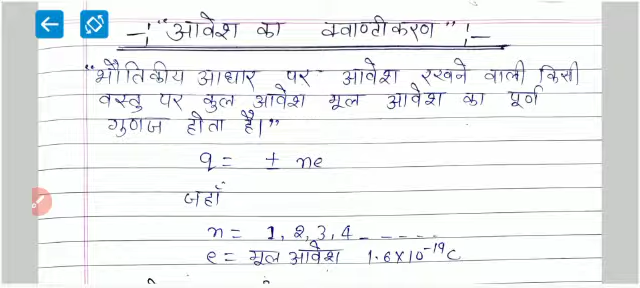 -:“आवेश का क्वाण्टीकरण”:-
“भौतिकीय आधार पर आवेश रखने वाली किसी
वस्तु पर कुल आवेश मूल आवेश का पूर्ण
गुणज होता है।”
q = ± ne
जहाँ
n = 1, 2, 3, 4 - - - - -
e = मूल आवेश 1.6×10⁻¹⁹C